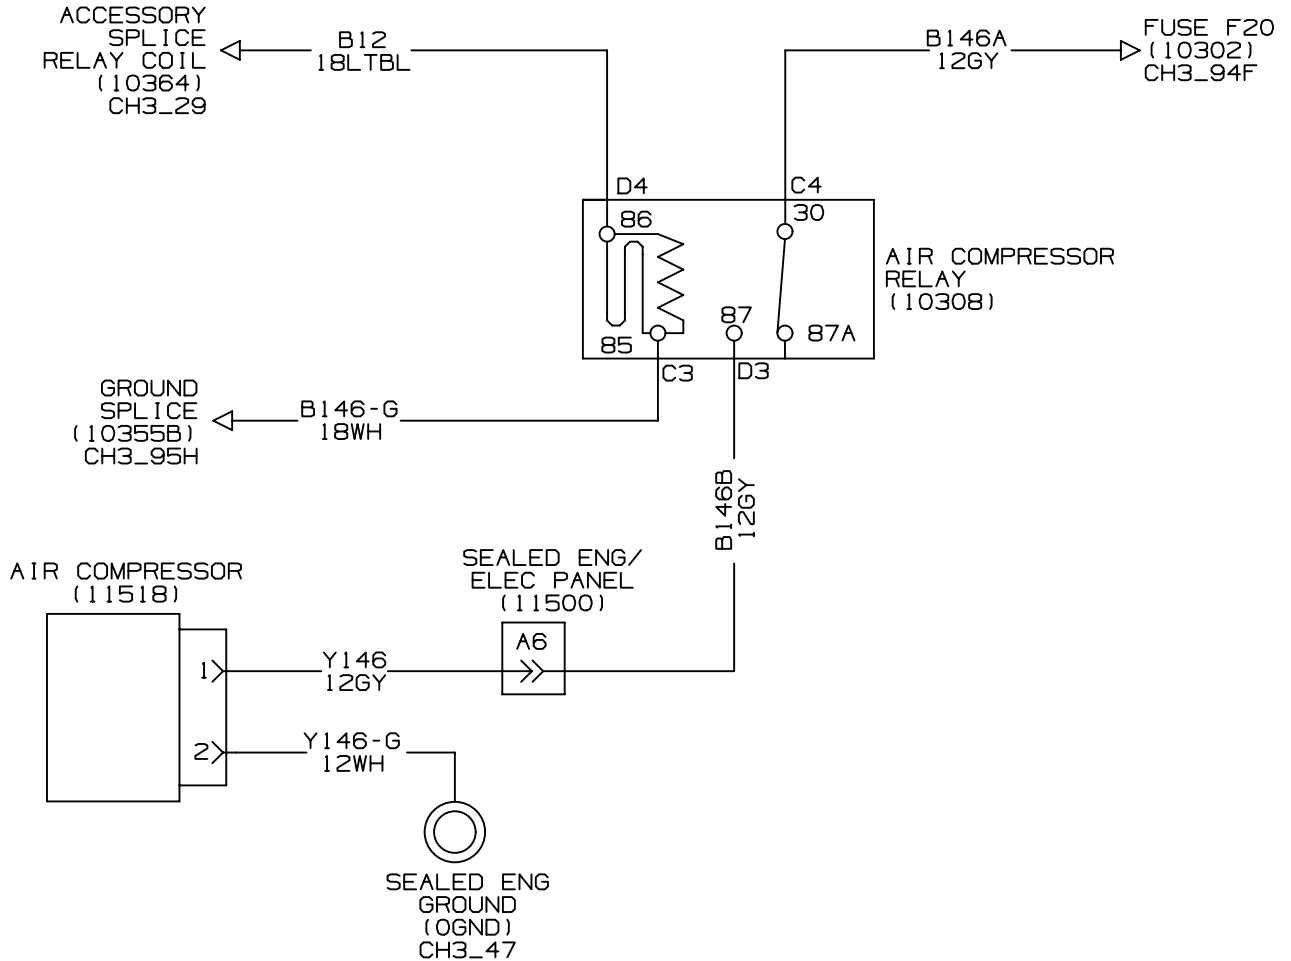 ACCESSORY
SPLICE
RELAY COIL
(10364)
CH3_29
B12
18LTBL
B146A
12GY
FUSE F20
(10302)
CH3_94F
D4
C4
86
30
AIR COMPRESSOR
RELAY
(10308)
87
85
87A
C3
D3
GROUND
SPLICE
(10355B)
CH3_95H
B146-G
18WH
B146B
12GY
SEALED ENG/
ELEC PANEL
(11500)
A6
AIR COMPRESSOR
(11518)
1
Y146
12GY
2
Y146-G
12WH
SEALED ENG
GROUND
(0GND)
CH3_47